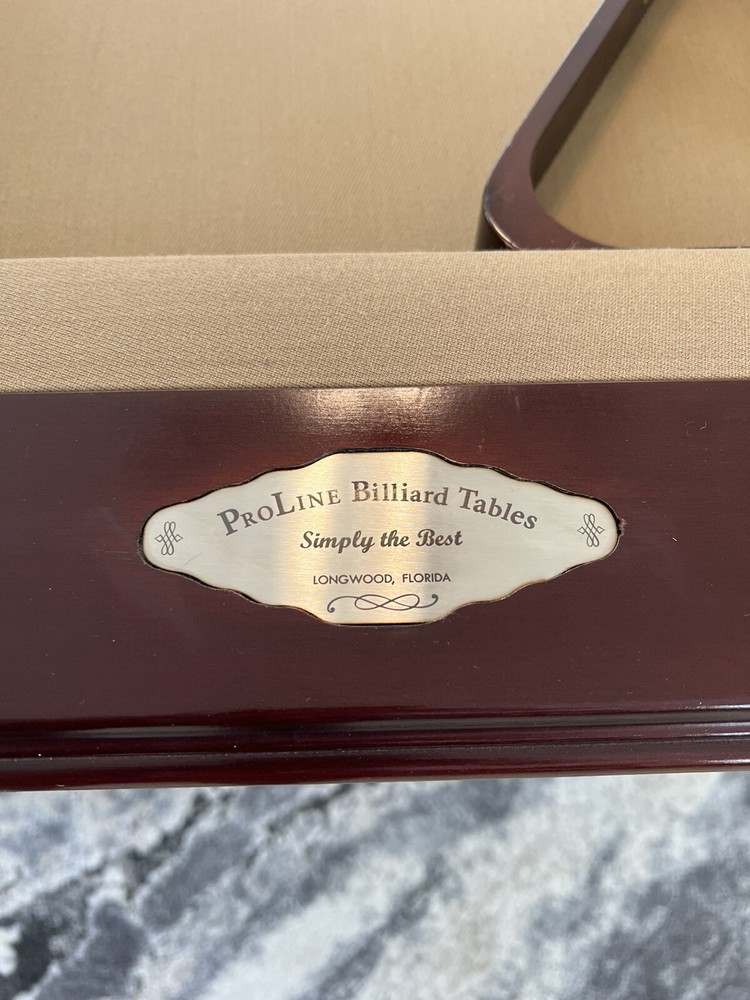 PROLINE Billiard Tables
Simply the Best
LONGWOOD, FLORIDA